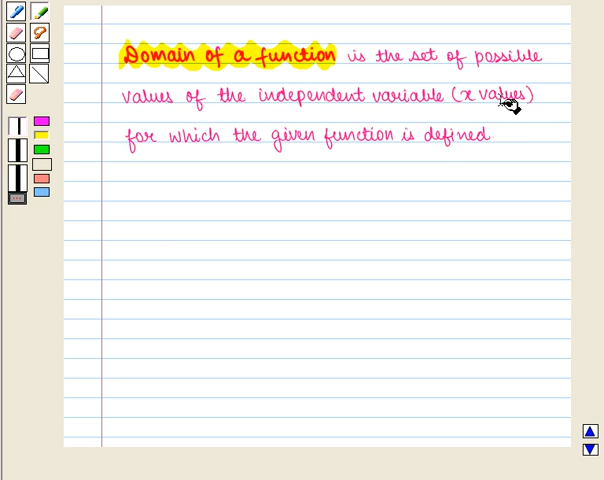 Domain of a function is the set of possible
values of the independent variable (x values)
for which the given function is defined.